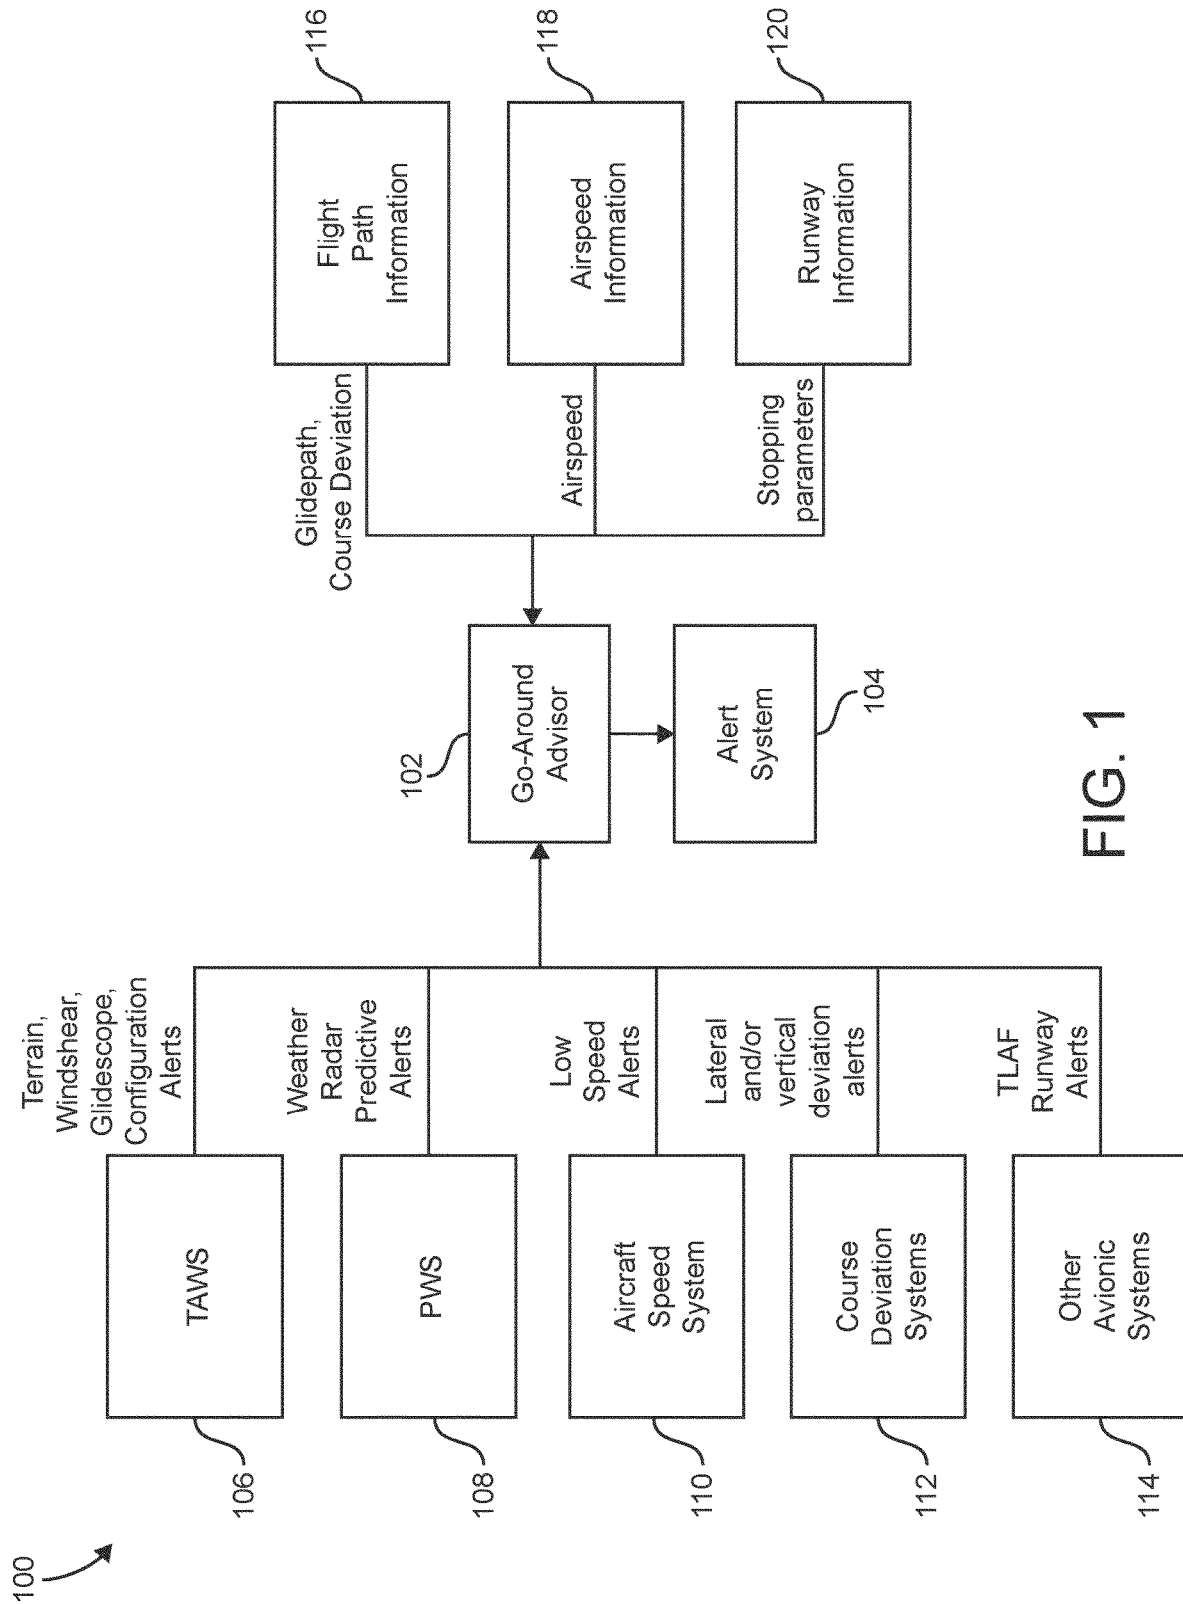 100
Terrain,
Windshear,
Glidescope,
Configuration
Alerts
TAWS
106
Weather
Radar
Predictive
Alerts
PWS
108
Low
Speed
Alerts
Aircraft
Speed
System
110
Lateral
and/or
vertical
deviation
alerts
Course
Deviation
Systems
112
TLAF
Runway
Alerts
Other
Avionic
Systems
114
102
Go-Around
Advisor
Alert
System
104
Glidepath,
Course Deviation
Flight
Path
Information
116
Airspeed
Airspeed
Information
118
Stopping
parameters
Runway
Information
120
FIG. 1